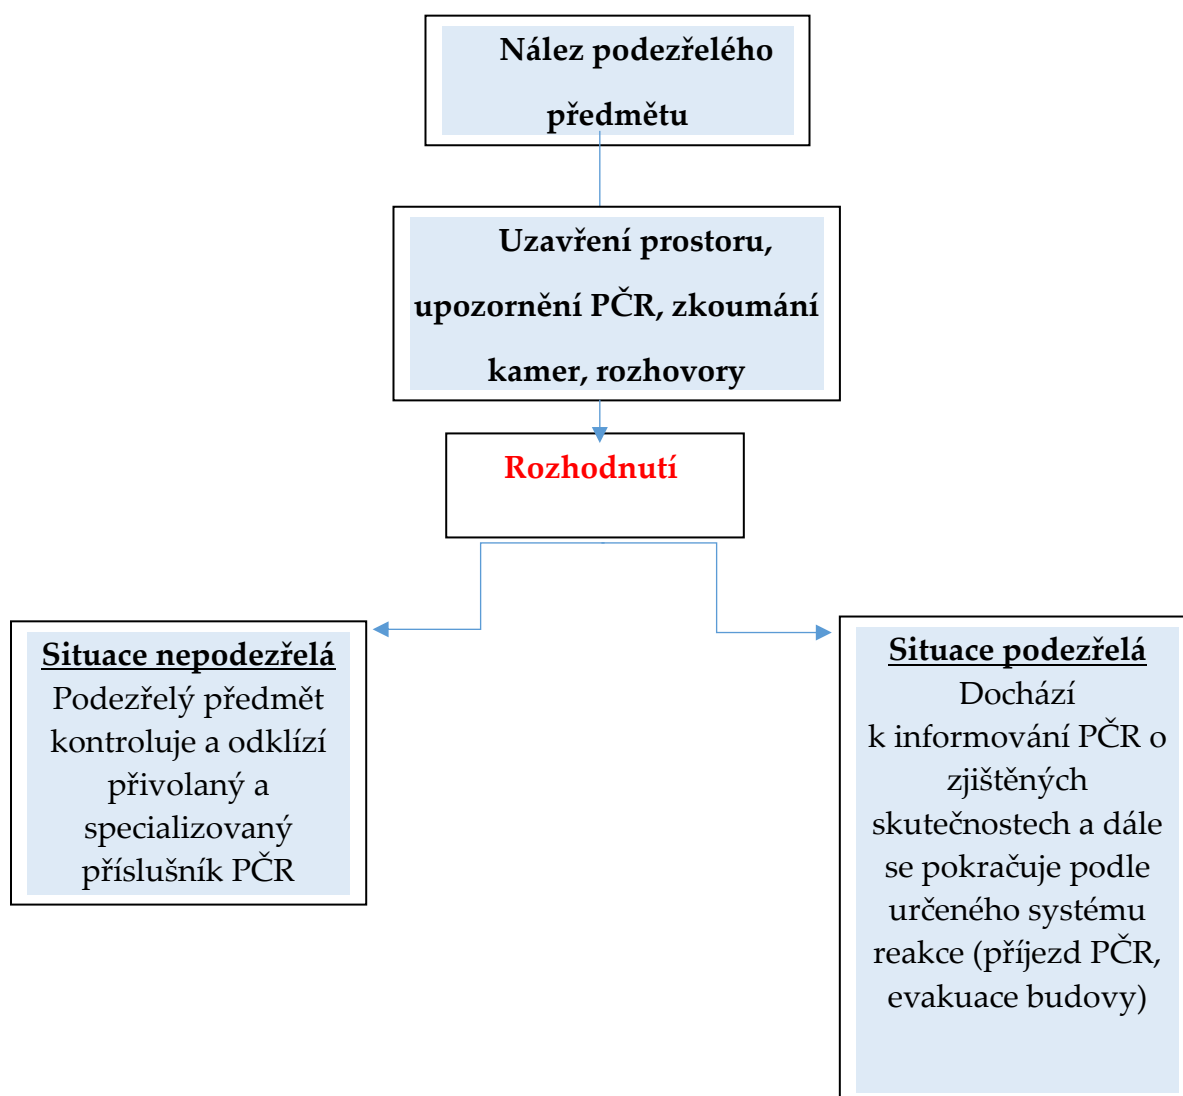 Nález podezřelého
předmětu
Uzavření prostoru,
upozornění PČR, zkoumání
kamer, rozhovory
Rozhodnutí
Situace nepodezřelá
Podezřelý předmět
kontroluje a odklízí
přivolaný a
specializovaný
příslušník PČR
Situace podezřelá
Dochází
k informování PČR o
zjištěných
skutečnostech a dále
se pokračuje podle
určeného systému
reakce (příjezd PČR,
evakuace budovy)